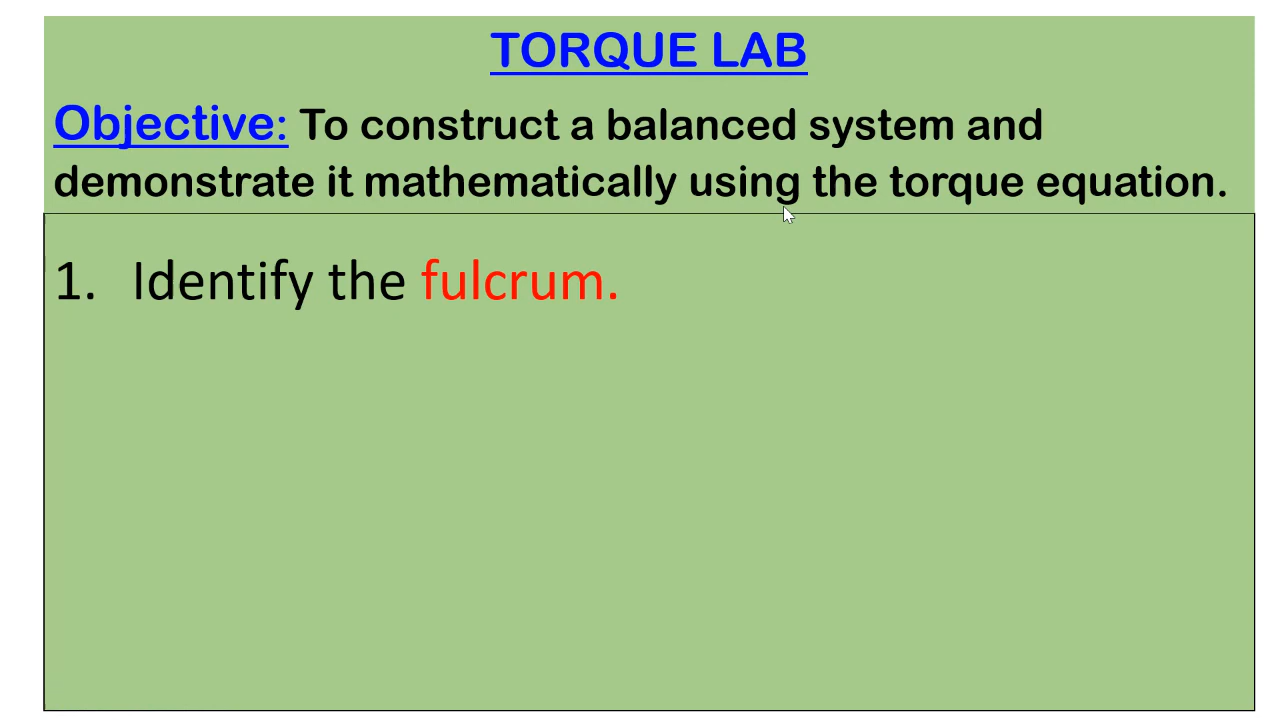 TORQUE LAB
Objective: To construct a balanced system and
demonstrate it mathematically using the torque equation.
1. Identify the fulcrum.